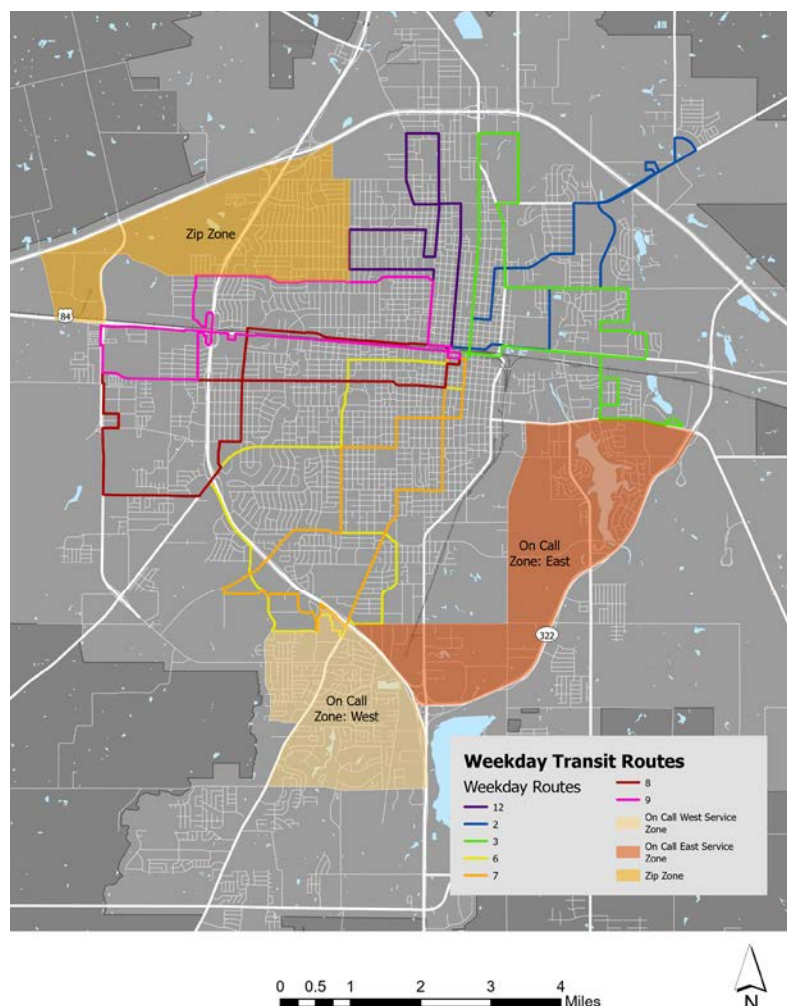 Zip Zone
84
On Call
Zone: East
322
On Call
Zone: West
Weekday Transit Routes
Weekday Routes
12
2
3
6
7
8
9
On Call West Service
Zone
On Call East Service
Zone
Zip Zone
0 0.5 1 2 3 4
Miles
N